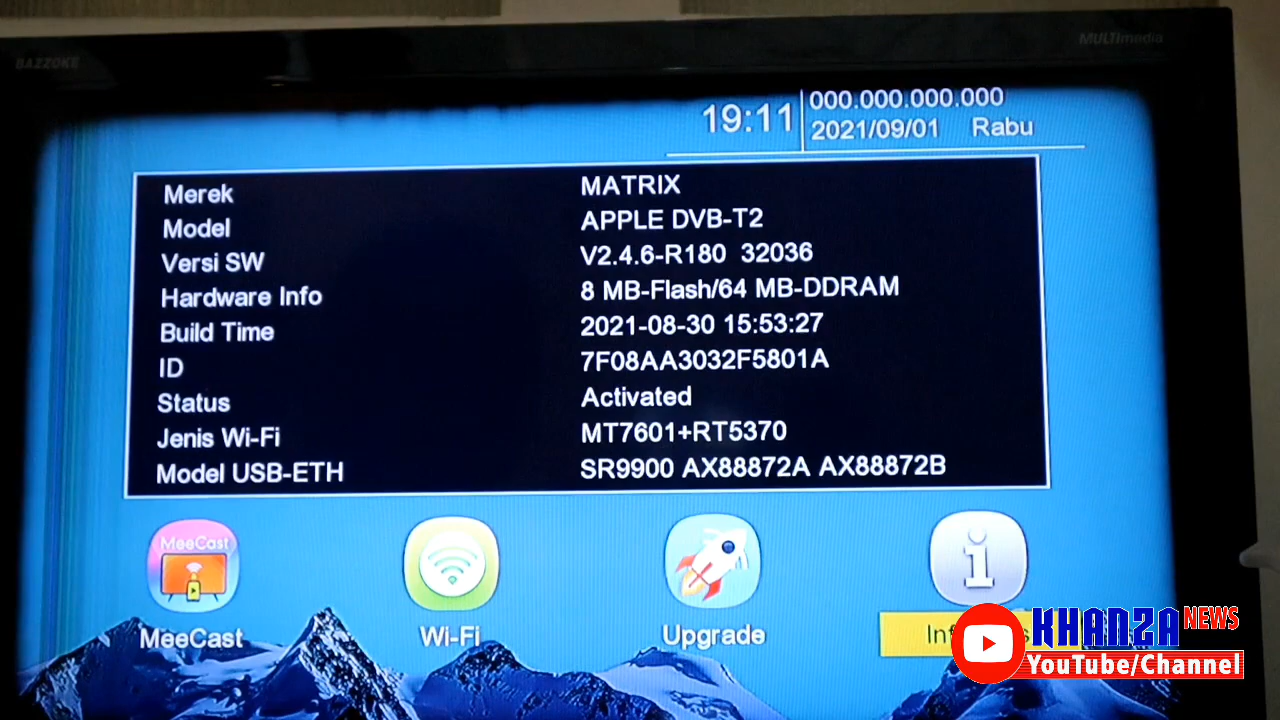 BAZZOKE
MULTimedia
19:11
000.000.000.000
2021/09/01 Rabu
Merek MATRIX
Model APPLE DVB-T2
Versi SW V2.4.6-R180 32036
Hardware Info 8 MB-Flash/64 MB-DDRAM
Build Time 2021-08-30 15:53:27
ID 7F08AA3032F5801A
Status Activated
Jenis Wi-Fi MT7601+RT5370
Model USB-ETH SR9900 AX88872A AX88872B
MeeCast
MeeCast
Wi-Fi
Upgrade
KHANZA NEWS
YouTube/Channel